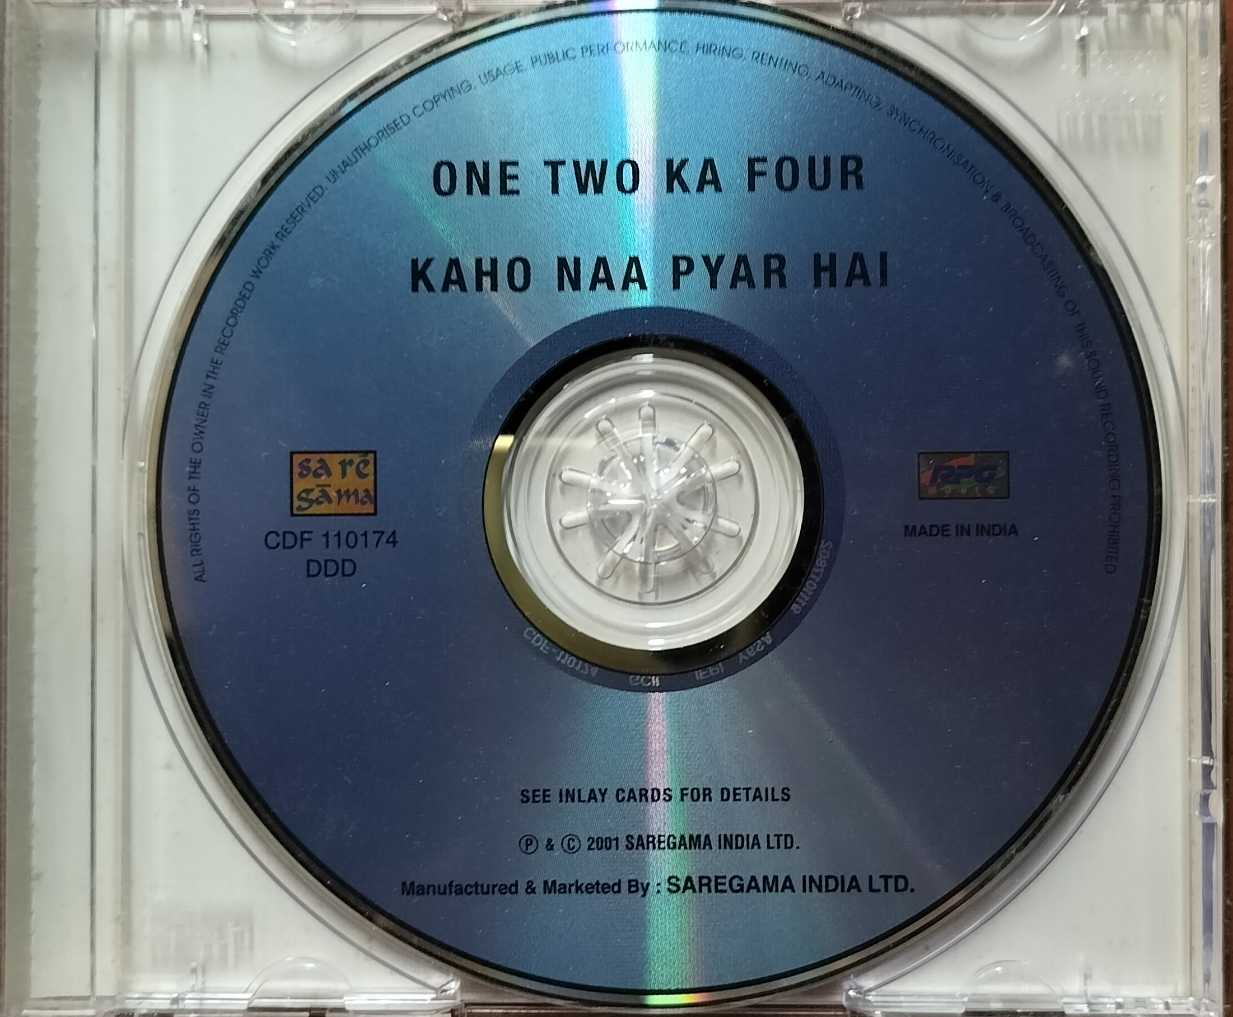 ALL RIGHTS OF THE OWNER IN THE RECORDED WORK RESERVED. UNAUTHORISED COPYING, USAGE, PUBLIC PERFORMANCE, HIRING, RENTING, ADAPTING, SYNCHRONISATION & BROADCASTING OF THIS SOUND RECORDING PROHIBITED
ONE TWO KA FOUR
KAHO NAA PYAR HAI
sa rē
gāma
CDF 110174
DDD
RPG
MADE IN INDIA
CDF-110174
SEE INLAY CARDS FOR DETAILS
Ⓟ & Ⓒ 2001 SAREGAMA INDIA LTD.
Manufactured & Marketed By : SAREGAMA INDIA LTD.